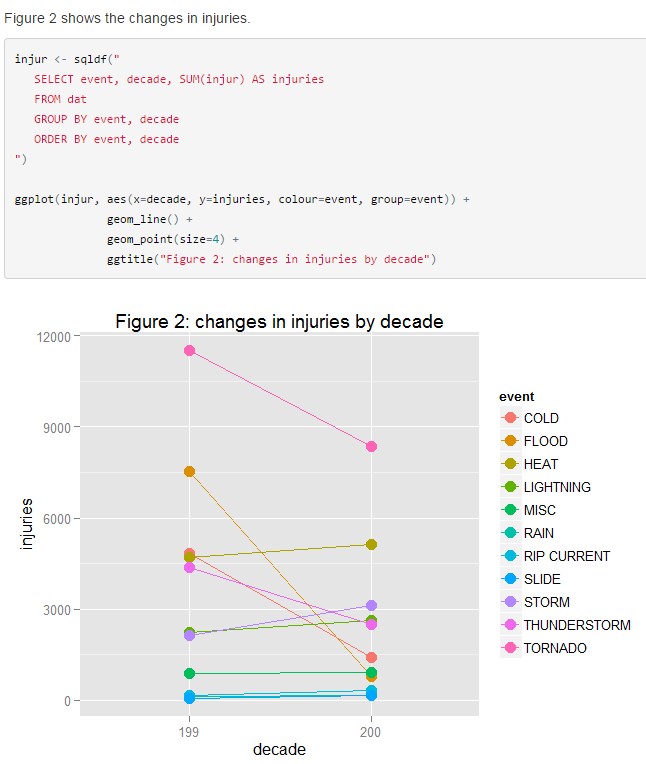 Figure 2 shows the changes in injuries.
injur <- sqldf("
SELECT event, decade, SUM(injur) AS injuries
FROM dat
GROUP BY event, decade
ORDER BY event, decade
")
ggplot(injur, aes(x=decade, y=injuries, colour=event, group=event)) +
geom_line() +
geom_point(size=4) +
ggtitle("Figure 2: changes in injuries by decade")
Figure 2: changes in injuries by decade
12000
9000
6000
3000
0
injuries
199
200
decade
event
COLD
FLOOD
HEAT
LIGHTNING
MISC
RAIN
RIP CURRENT
SLIDE
STORM
THUNDERSTORM
TORNADO